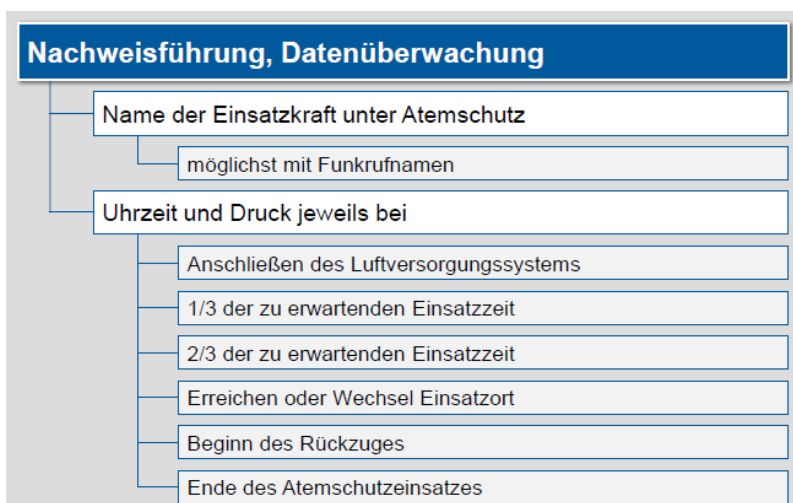 Nachweisführung, Datenüberwachung
Name der Einsatzkraft unter Atemschutz
möglichst mit Funkrufnamen
Uhrzeit und Druck jeweils bei
Anschließen des Luftversorgungssystems
1/3 der zu erwartenden Einsatzzeit
2/3 der zu erwartenden Einsatzzeit
Erreichen oder Wechsel Einsatzort
Beginn des Rückzuges
Ende des Atemschutzeinsatzes